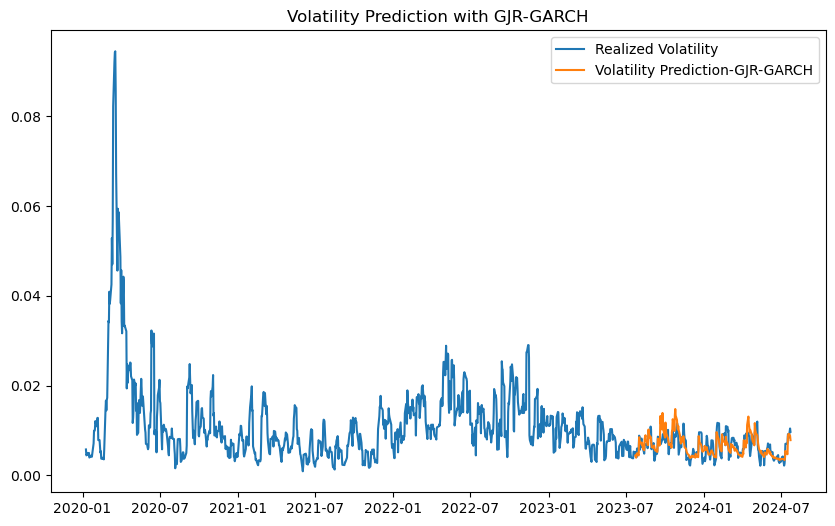 Volatility Prediction with GJR-GARCH
Realized Volatility
Volatility Prediction-GJR-GARCH
0.08
0.06
0.04
0.02
0.00
2020-01 2020-07 2021-01 2021-07 2022-01 2022-07 2023-01 2023-07 2024-01 2024-07